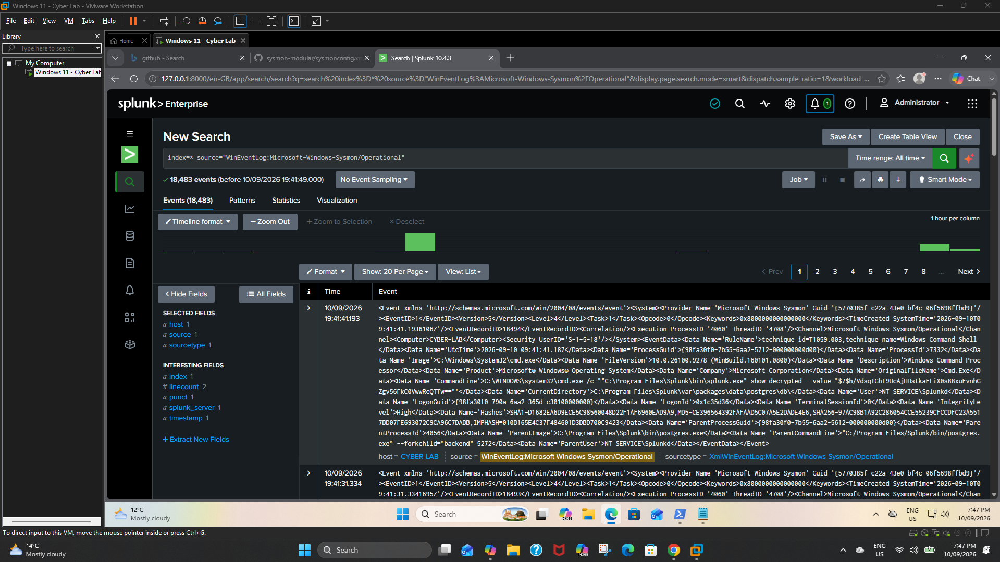 Windows 11 - Cyber Lab - VMware Workstation
File Edit View VM Tabs Help
Library
Type here to search
My Computer
Windows 11 - Cyber Lab
Home
Windows 11 - Cyber Lab
github - Search
sysmon-modular/sysmonconfig.xm
Search | Splunk 10.4.3
127.0.0.1:8000/en-GB/app/search/search?q=search%20index%3D*%20source%3D"WinEventLog%3AMicrosoft-Windows-Sysmon%2FOperational"&display.page.search.mode=smart&dispatch.sample_ratio=1&workload_...
Chat
splunk>Enterprise
1
Administrator
New Search
Save As
Create Table View
Close
index=* source="WinEventLog:Microsoft-Windows-Sysmon/Operational"
Time range: All time
18,483 events (before 10/09/2026 19:41:49.000)
No Event Sampling
Job
Smart Mode
Events (18,483)
Patterns
Statistics
Visualization
Timeline format
— Zoom Out
+ Zoom to Selection
× Deselect
1 hour per column
Format
Show: 20 Per Page
View: List
< Prev 1 2 3 4 5 6 7 8 ... Next >
< Hide Fields
All Fields
SELECTED FIELDS
a host 1
a source 1
a sourcetype 1
INTERESTING FIELDS
a index 1
# linecount 2
a punct 1
a splunk_server 1
a timestamp 1
+ Extract New Fields
i Time Event
10/09/2026
19:41:41.193
<Event xmlns='http://schemas.microsoft.com/win/2004/08/events/event'><System><Provider Name='Microsoft-Windows-Sysmon' Guid='{5770385f-c22a-43e0-bf4c-06f5698ffbd9}'/
><EventID>1</EventID><Version>5</Version><Level>4</Level><Task>1</Task><Opcode>0</Opcode><Keywords>0x8000000000000000</Keywords><TimeCreated SystemTime='2026-09-10T0
9:41:41.1936106Z'/><EventRecordID>18494</EventRecordID><Correlation/><Execution ProcessID='4060' ThreadID='4708'/><Channel>Microsoft-Windows-Sysmon/Operational</Chan
nel><Computer>CYBER-LAB</Computer><Security UserID='S-1-5-18'/></System><EventData><Data Name='RuleName'>technique_id=T1059.003,technique_name=Windows Command Shell
</Data><Data Name='UtcTime'>2026-09-10 09:41:41.187</Data><Data Name='ProcessGuid'>{98fa30f0-7b55-6aa2-5712-000000000d00}</Data><Data Name='ProcessId'>7332</Data><Da
ta Name='Image'>C:\Windows\System32\cmd.exe</Data><Data Name='FileVersion'>10.0.26100.9278 (WinBuild.160101.0800)</Data><Data Name='Description'>Windows Command Proc
essor</Data><Data Name='Product'>Microsoft® Windows® Operating System</Data><Data Name='Company'>Microsoft Corporation</Data><Data Name='OriginalFileName'>Cmd.Exe</D
ata><Data Name='CommandLine'>C:\WINDOWS\system32\cmd.exe /c ""C:\Program Files\Splunk\bin\splunk.exe" show-decrypted --value "$7$h/VdsqIGhI9UcAjHHstkaFLiX0s88xuFvnhG
Zgv56FkC0VwwRcQTTw==""</Data><Data Name='CurrentDirectory'>C:\Program Files\Splunk\var\packages\data\postgres\db\</Data><Data Name='User'>NT SERVICE\Splunkd</Data><D
ata Name='LogonGuid'>{98fa30f0-790a-6aa2-365d-c30100000000}</Data><Data Name='LogonId'>0x1c35d36</Data><Data Name='TerminalSessionId'>0</Data><Data Name='IntegrityLe
vel'>High</Data><Data Name='Hashes'>SHA1=D1682EA6D9ECE5C98560048D22F1AF6960EAD9A9,MD5=CE396564392FAFAAD5C07A5E2DADE4E6,SHA256=97AC98B1A92C286054CCE55239CFCCDFC23A551
7BD07FE693072C9CA96C7DABB,IMPHASH=010B165E4C37F484601D3DBD700C9423</Data><Data Name='ParentProcessGuid'>{98fa30f0-7b55-6aa2-5612-000000000d00}</Data><Data Name='Pare
ntProcessId'>4056</Data><Data Name='ParentImage'>C:\Program Files\Splunk\bin\postgres.exe</Data><Data Name='ParentCommandLine'>"C:/Program Files/Splunk/bin/postgres.
exe" --forkchild="backend" 5272</Data><Data Name='ParentUser'>NT SERVICE\Splunkd</Data></EventData></Event>
host = CYBER-LAB source = WinEventLog:Microsoft-Windows-Sysmon/Operational sourcetype = XmlWinEventLog:Microsoft-Windows-Sysmon/Operational
10/09/2026
19:41:31.334
<Event xmlns='http://schemas.microsoft.com/win/2004/08/events/event'><System><Provider Name='Microsoft-Windows-Sysmon' Guid='{5770385f-c22a-43e0-bf4c-06f5698ffbd9}'/
><EventID>1</EventID><Version>5</Version><Level>4</Level><Task>1</Task><Opcode>0</Opcode><Keywords>0x8000000000000000</Keywords><TimeCreated SystemTime='2026-09-10T0
9:41:31.3341695Z'/><EventRecordID>18493</EventRecordID><Correlation/><Execution ProcessID='4060' ThreadID='4708'/><Channel>Microsoft-Windows-Sysmon/Operational</Chan
12°C
Mostly cloudy
Search
M365
ENG
US
7:47 PM
10/09/2026
To direct input to this VM, move the mouse pointer inside or press Ctrl+G.
14°C
Mostly cloudy
Search
M365
ENG
US
7:47 PM
10/09/2026